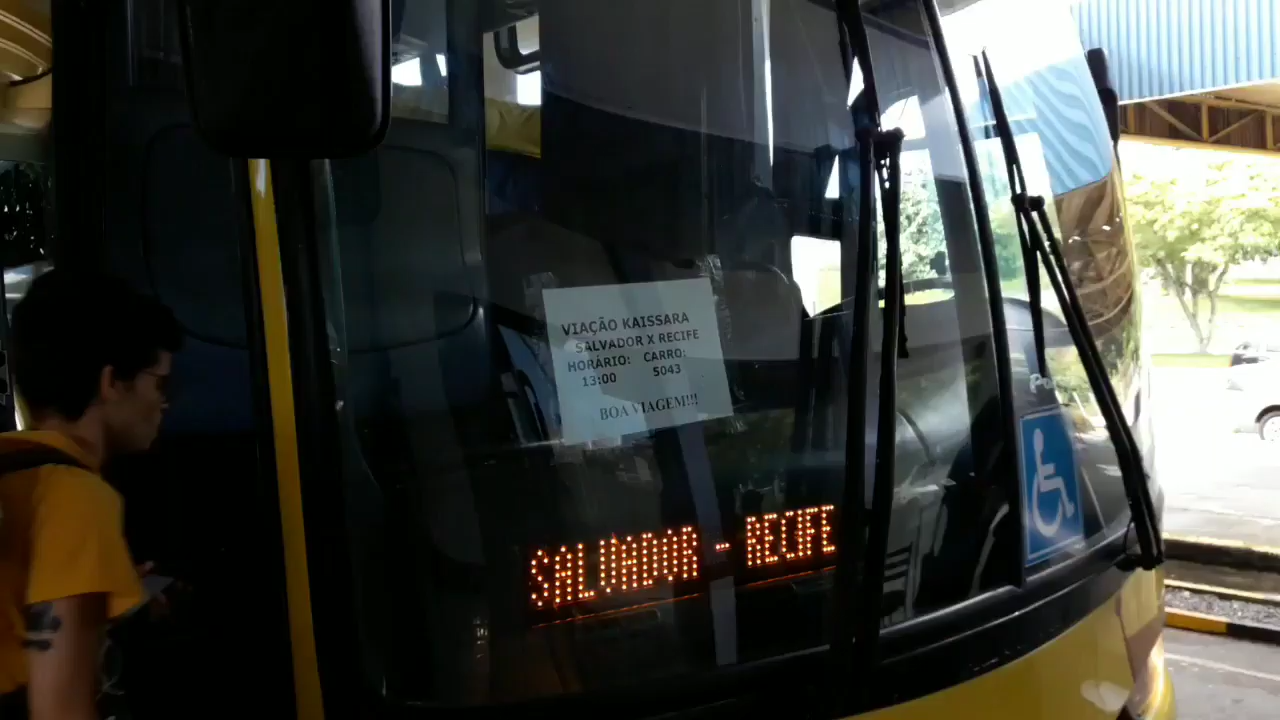 VIAÇÃO KAISSARA
SALVADOR X RECIFE
HORÁRIO: CARRO:
13:00 5043
BOA VIAGEM!!!
SALVADOR - RECIFE